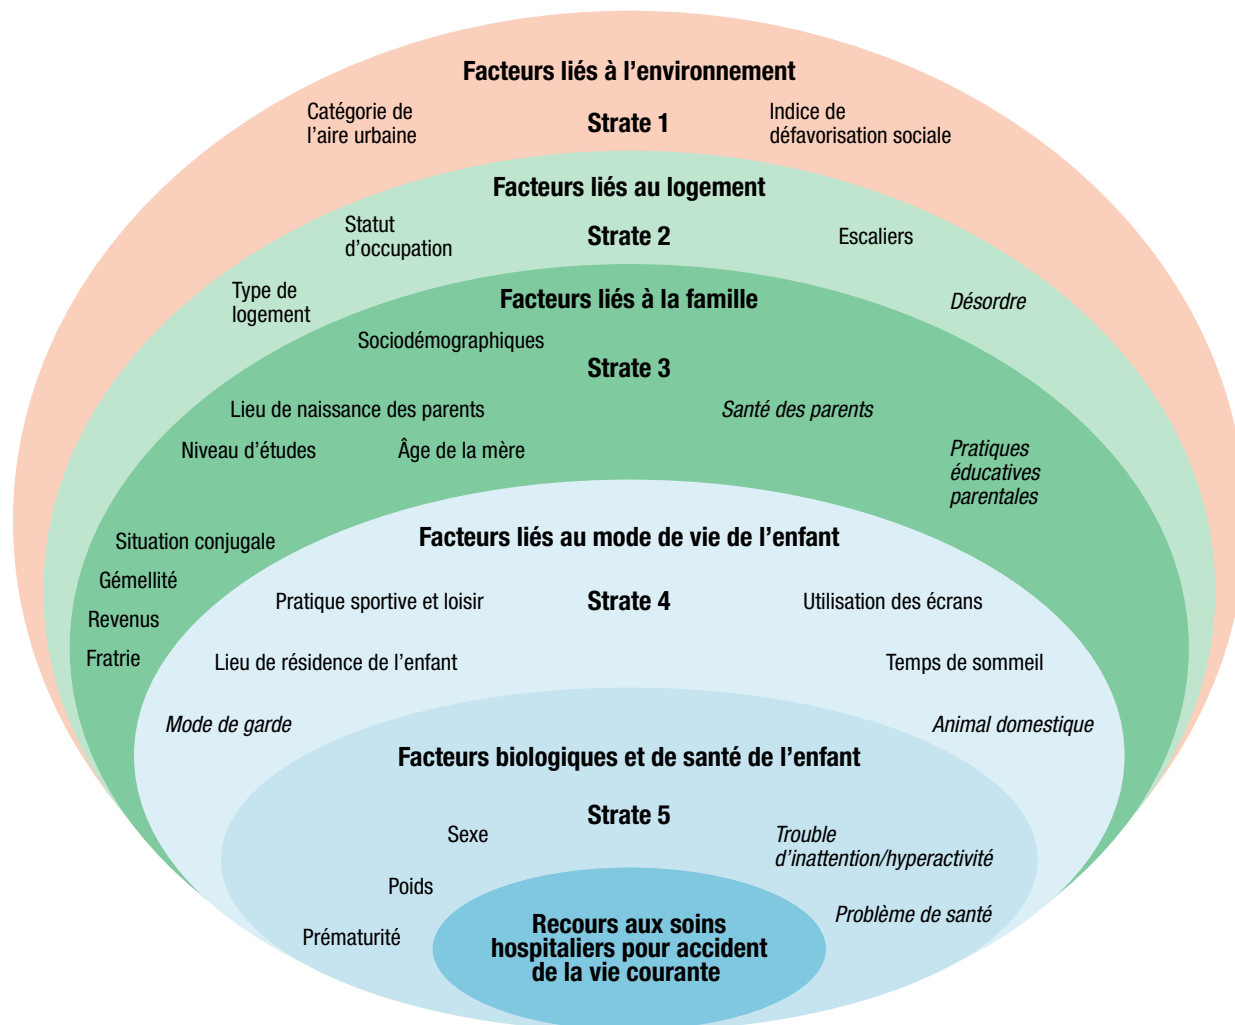 Facteurs liés à l’environnement
Catégorie de
l’aire urbaine
Strate 1
Indice de
défavorisation sociale
Facteurs liés au logement
Statut
d’occupation
Strate 2
Escaliers
Type de
logement
Désordre
Facteurs liés à la famille
Sociodémographiques
Strate 3
Lieu de naissance des parents
Santé des parents
Niveau d’études
Âge de la mère
Pratiques
éducatives
parentales
Situation conjugale
Gémellité
Revenus
Fratrie
Facteurs liés au mode de vie de l’enfant
Pratique sportive et loisir
Strate 4
Utilisation des écrans
Lieu de résidence de l’enfant
Temps de sommeil
Mode de garde
Animal domestique
Facteurs biologiques et de santé de l’enfant
Strate 5
Sexe
Trouble
d’inattention/hyperactivité
Poids
Problème de santé
Prématurité
Recours aux soins
hospitaliers pour accident
de la vie courante